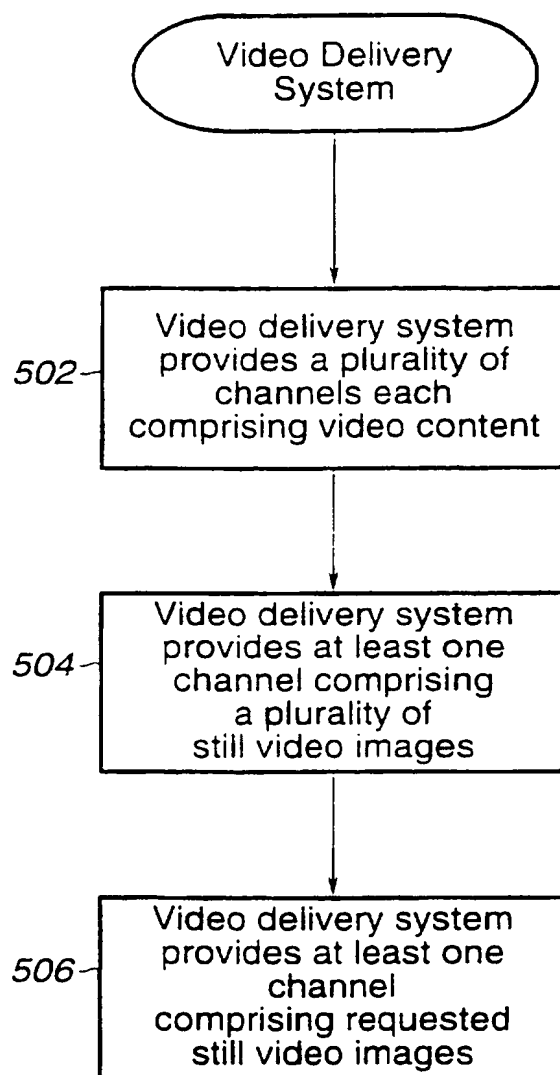 Video Delivery
System
502
Video delivery system
provides a plurality of
channels each
comprising video content
504
Video delivery system
provides at least one
channel comprising
a plurality of
still video images
506
Video delivery system
provides at least one
channel
comprising requested
still video images